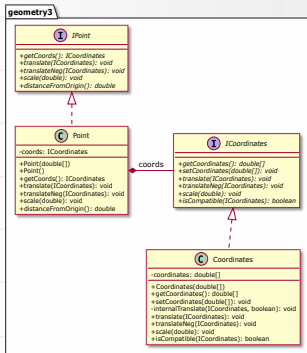 geometry3
I IPoint
+getCoords(): ICoordinates
+translate(ICoordinates): void
+translateNeg(ICoordinates): void
+scale(double): void
+distanceFromOrigin(): double
C Point
-coords: ICoordinates
+Point(double[])
+Point()
+getCoords(): ICoordinates
+translate(ICoordinates): void
+translateNeg(ICoordinates): void
+scale(double): void
+distanceFromOrigin(): double
coords
I ICoordinates
+getCoordinates(): double[]
+setCoordinates(double[]): void
+translate(ICoordinates): void
+translateNeg(ICoordinates): void
+scale(double): void
+isCompatible(ICoordinates): boolean
C Coordinates
-coordinates: double[]
+Coordinates(double[])
+getCoordinates(): double[]
+setCoordinates(double[]): void
-internalTranslate(ICoordinates, boolean): void
+translate(ICoordinates): void
+translateNeg(ICoordinates): void
+scale(double): void
+isCompatible(ICoordinates): boolean